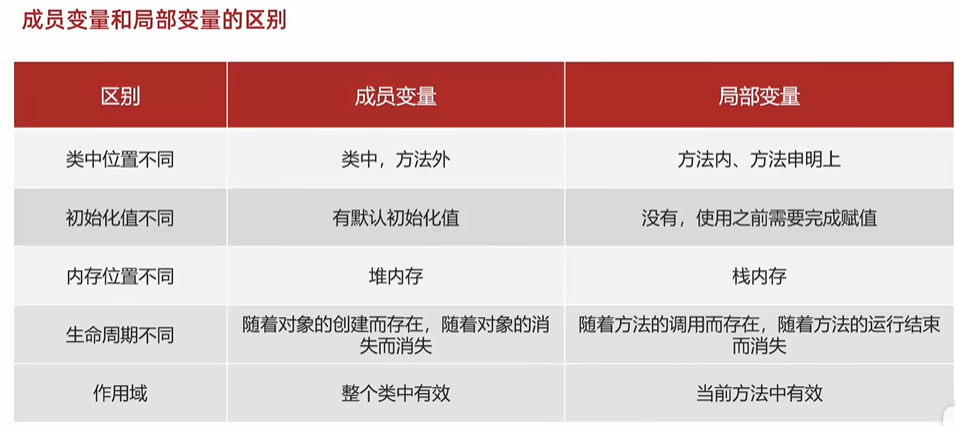 成员变量和局部变量的区别
区别 成员变量 局部变量
类中位置不同 类中，方法外 方法内、方法申明上
初始化值不同 有默认初始化值 没有，使用之前需要完成赋值
内存位置不同 堆内存 栈内存
生命周期不同 随着对象的创建而存在，随着对象的消
失而消失 随着方法的调用而存在，随着方法的运行结束
而消失
作用域 整个类中有效 当前方法中有效